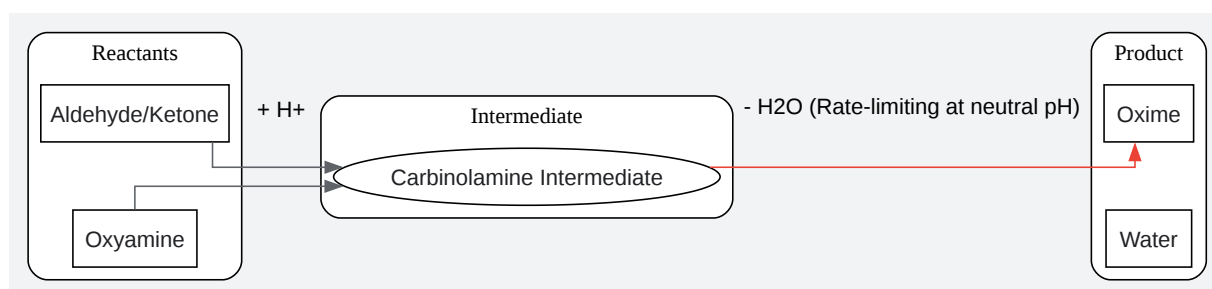 Reactants
Aldehyde/Ketone
Oxyamine
+ H+
Intermediate
Carbinolamine Intermediate
- H2O (Rate-limiting at neutral pH)
Product
Oxime
Water